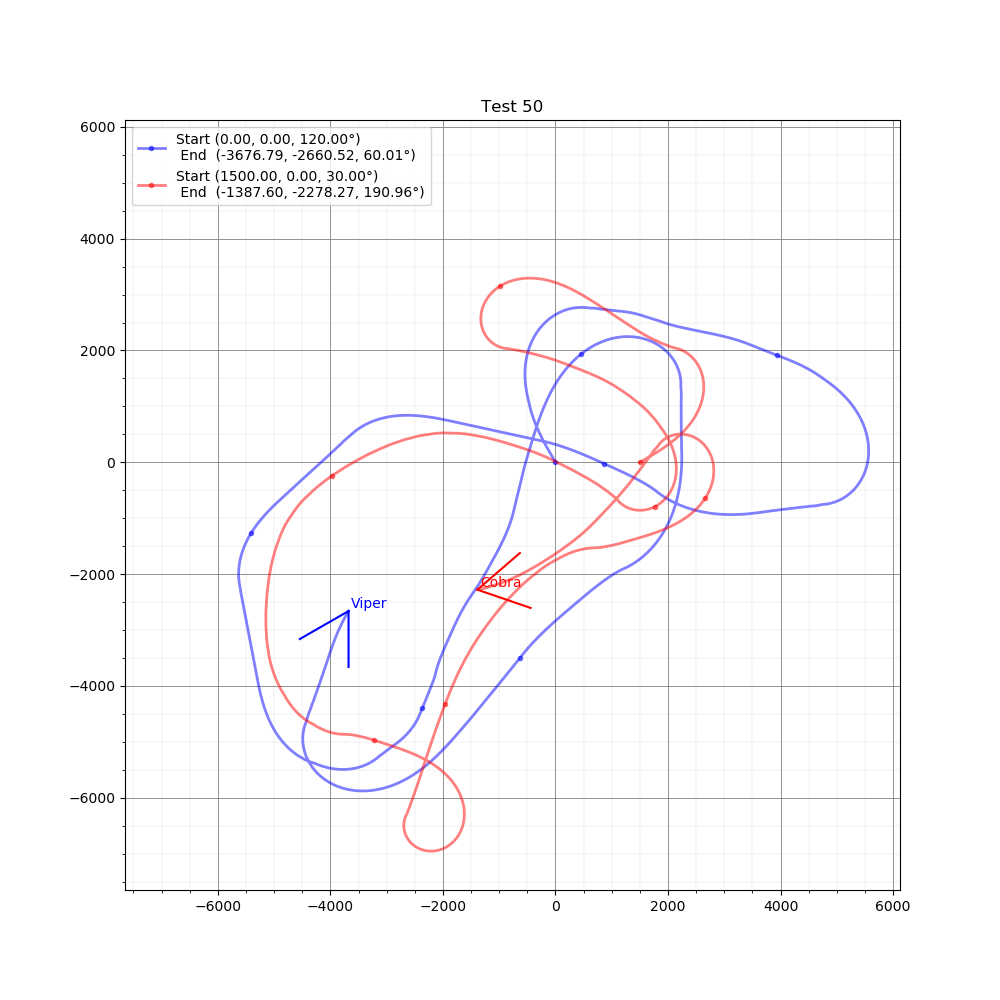 Test 50
Start (0.00, 0.00, 120.00°)
End (-3676.79, -2660.52, 60.01°)
Start (1500.00, 0.00, 30.00°)
End (-1387.60, -2278.27, 190.96°)
6000
4000
2000
0
−2000
−4000
−6000
Cobra
Viper
−6000 −4000 −2000 0 2000 4000 6000